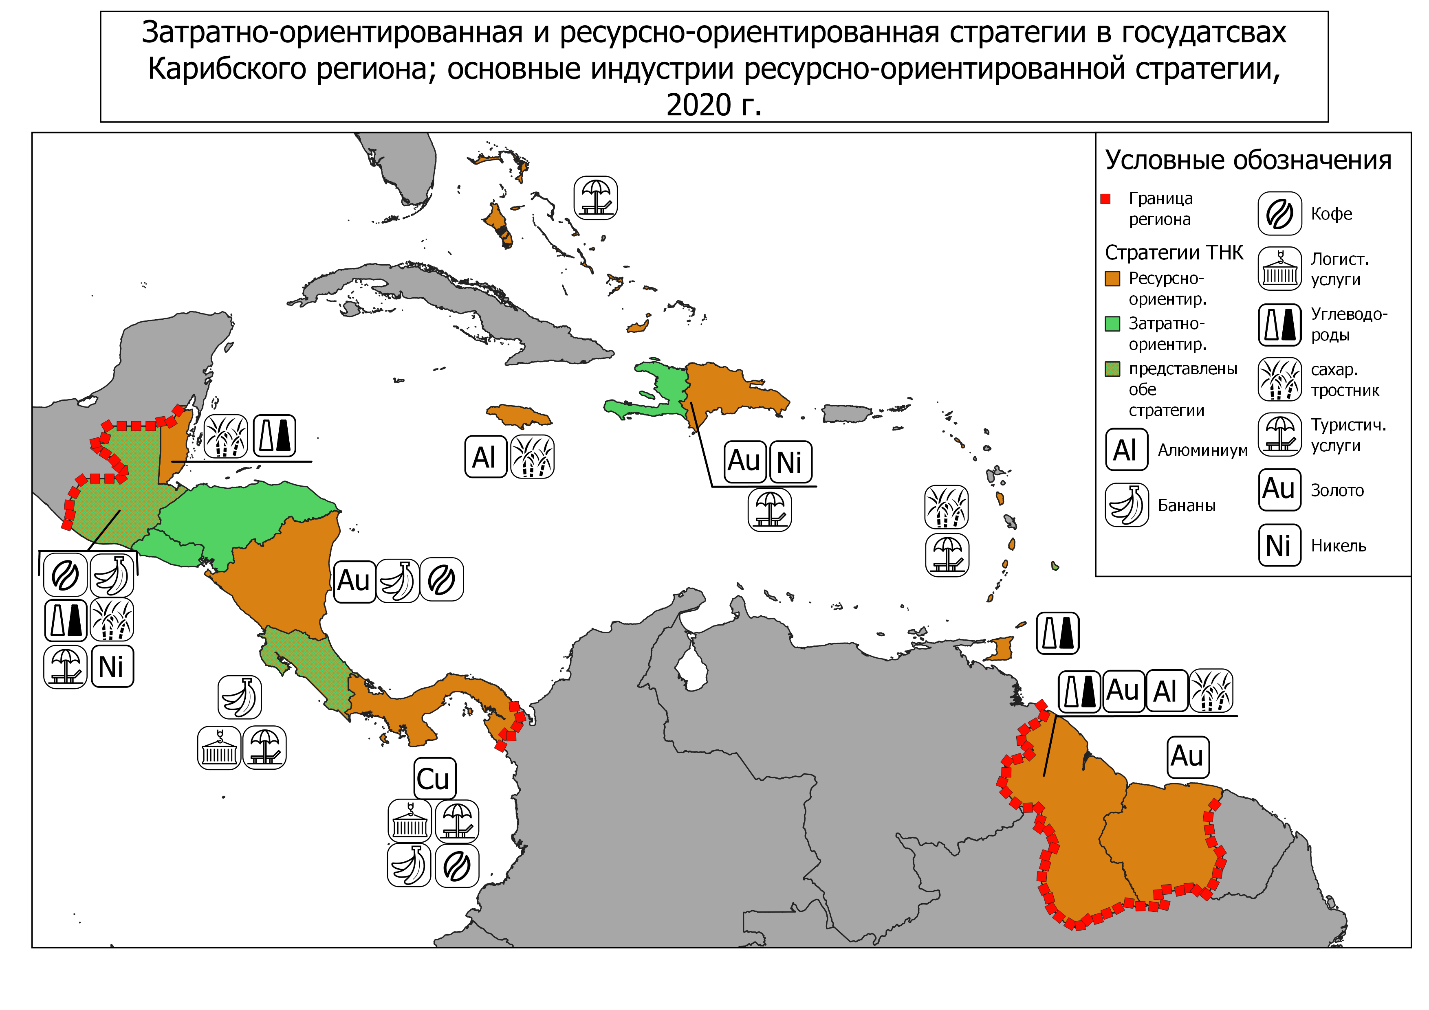 Затратно-ориентированная и ресурсно-ориентированная стратегии в госудатсвах
Карибского региона; основные индустрии ресурсно-ориентированной стратегии,
2020 г.
Условные обозначения
Граница
региона
Стратегии ТНК
Ресурсно-
ориентир.
Затратно-
ориентир.
представлены
обе
стратегии
Al Алюминиум
Бананы
Кофе
Логист.
услуги
Углеводо-
роды
сахар.
тростник
Туристич.
услуги
Au Золото
Ni Никель
Al
Au Ni
Au
Ni
Cu
Au Al
Au